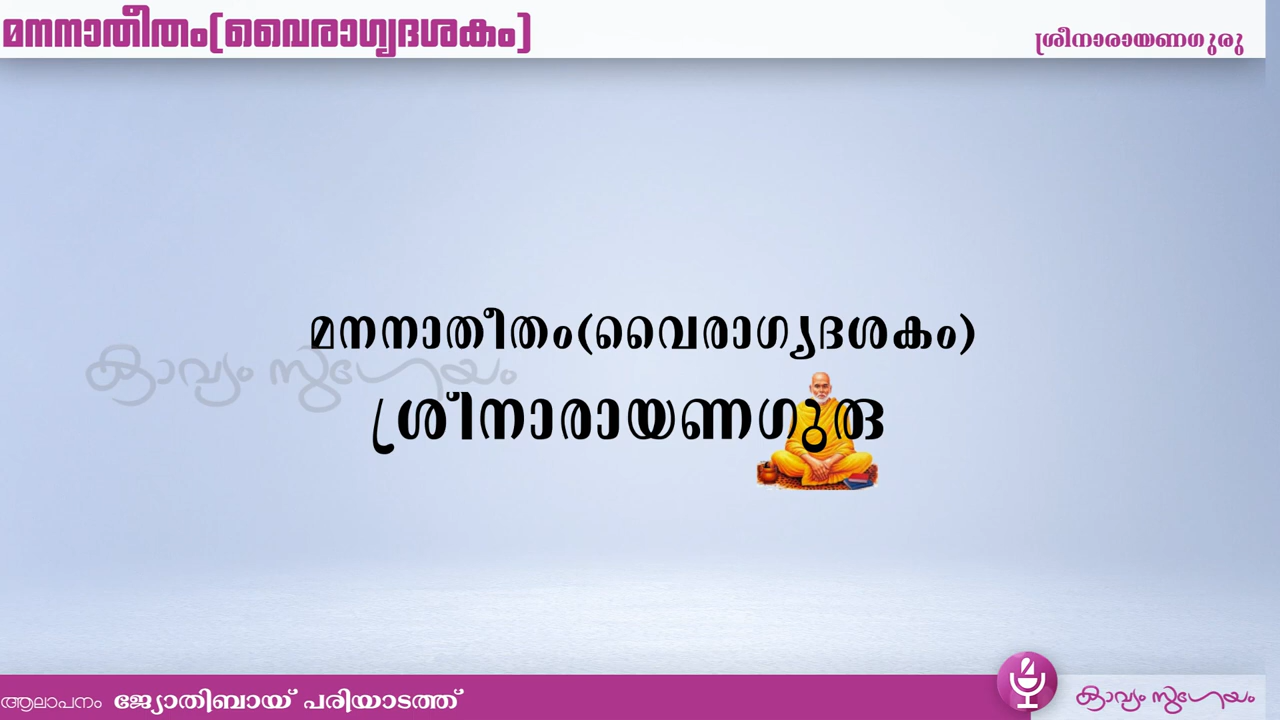 മനനാതീതം[വൈരാഗ്യദശകം]
ശ്രീനാരായണഗുരു
മനനാതീതം(വൈരാഗ്യദശകം)
കാവ്യം സുഗേയം
ശ്രീനാരായണഗുരു
ആലാപനം ജ്യോതിബായ് പരിയാടത്ത്
കാവ്യം സുഗേയം